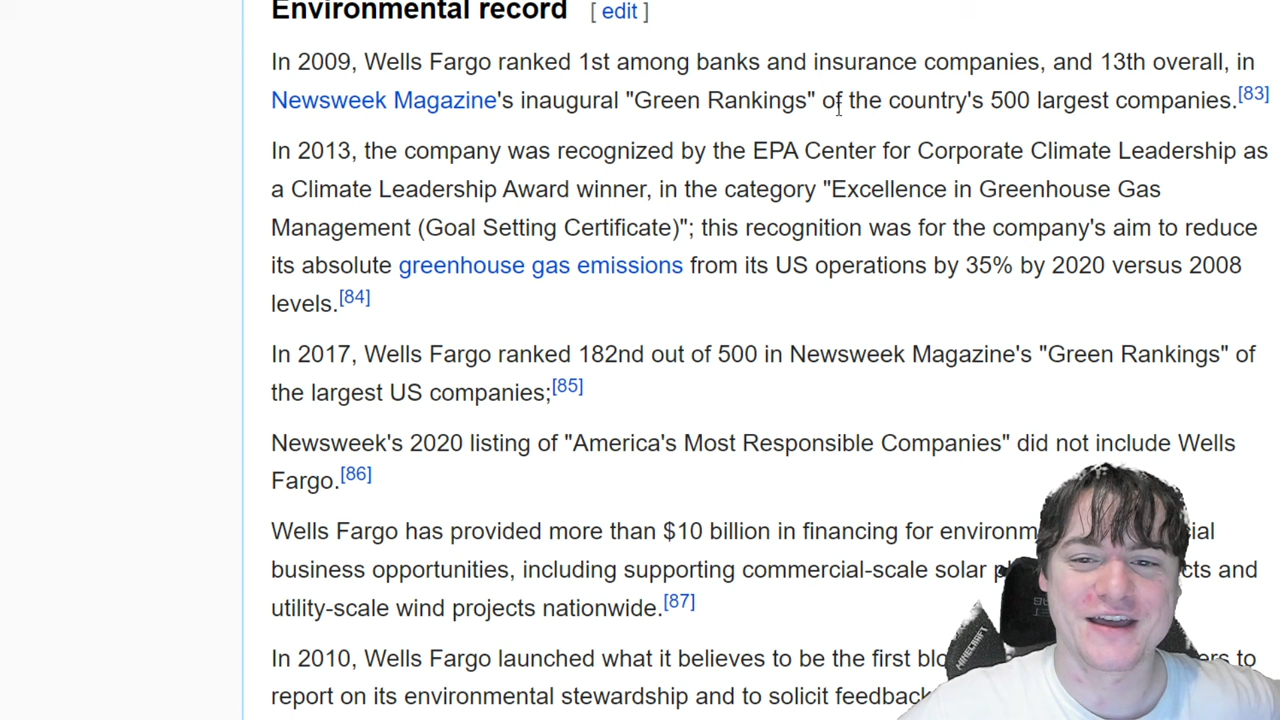 Environmental record [ edit ]
In 2009, Wells Fargo ranked 1st among banks and insurance companies, and 13th overall, in
Newsweek Magazine's inaugural "Green Rankings" of the country's 500 largest companies.[83]
In 2013, the company was recognized by the EPA Center for Corporate Climate Leadership as
a Climate Leadership Award winner, in the category "Excellence in Greenhouse Gas
Management (Goal Setting Certificate)"; this recognition was for the company's aim to reduce
its absolute greenhouse gas emissions from its US operations by 35% by 2020 versus 2008
levels.[84]
In 2017, Wells Fargo ranked 182nd out of 500 in Newsweek Magazine's "Green Rankings" of
the largest US companies;[85]
Newsweek's 2020 listing of "America's Most Responsible Companies" did not include Wells
Fargo.[86]
Wells Fargo has provided more than $10 billion in financing for
business opportunities, including supporting commercial-scale solar and
utility-scale wind projects nationwide.[87]
In 2010, Wells Fargo launched what it believes to be the first to
report on its environmental stewardship and to solicit feedback
MINECRAFT